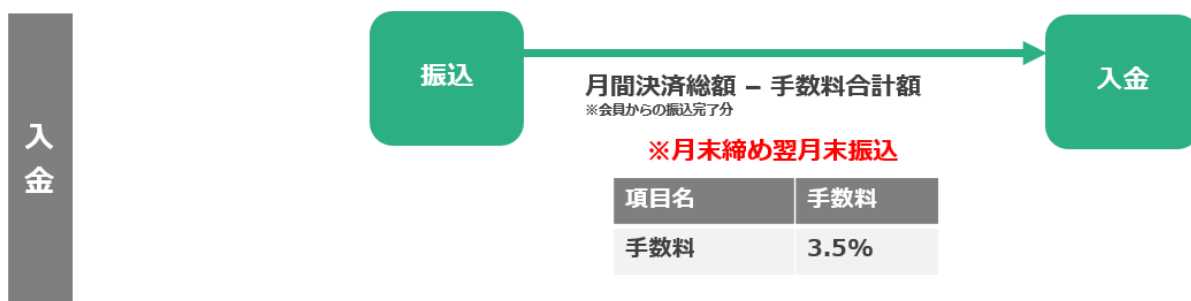 入金
振込
入金
月間決済総額 − 手数料合計額
※会員からの振込完了分
※月末締め翌月末振込
項目名 手数料
手数料 3.5%